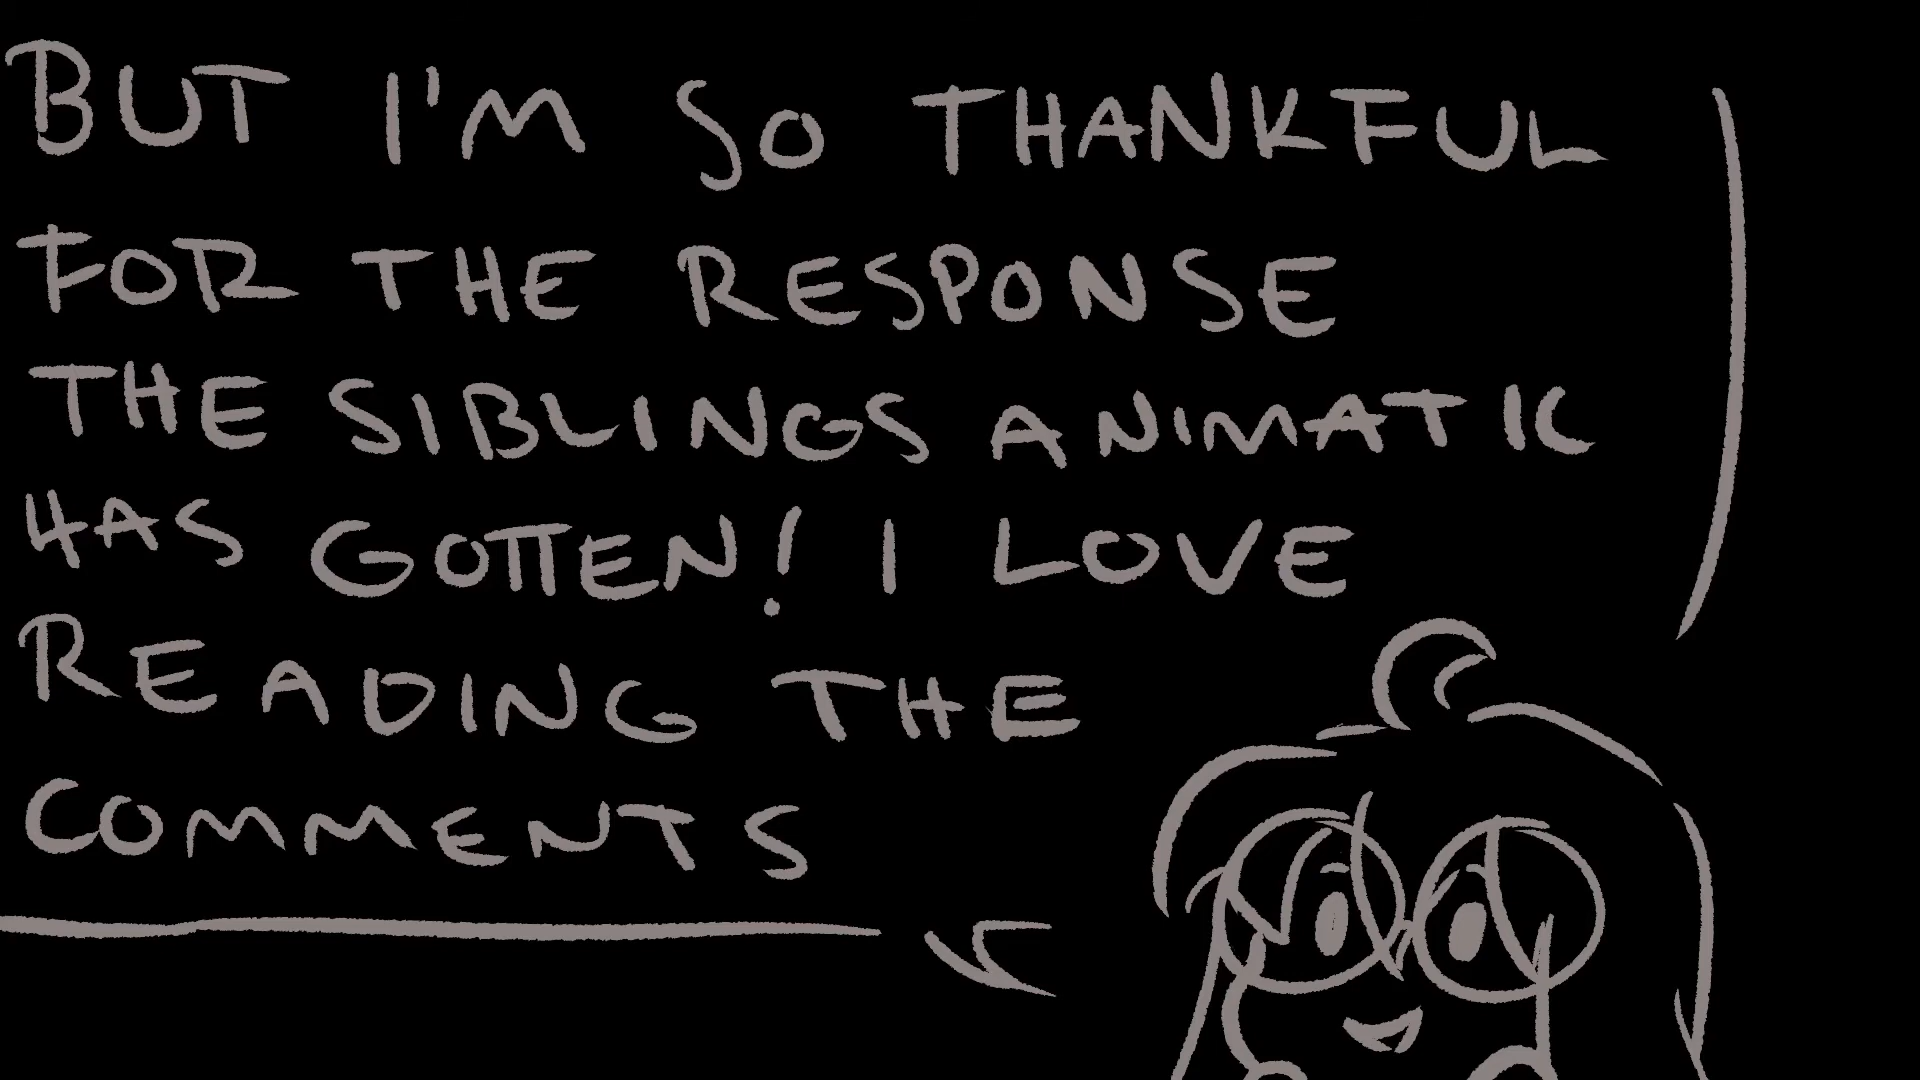 BUT I'M SO THANKFUL
FOR THE RESPONSE
THE SIBLINGS ANIMATIC
HAS GOTTEN! I LOVE
READING THE
COMMENTS